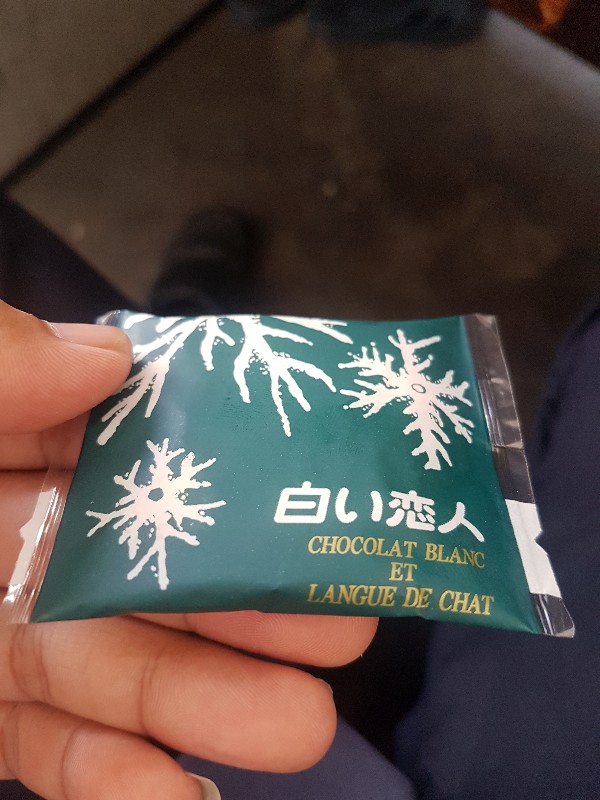 白い恋人
CHOCOLAT BLANC
ET
LANGUE DE CHAT